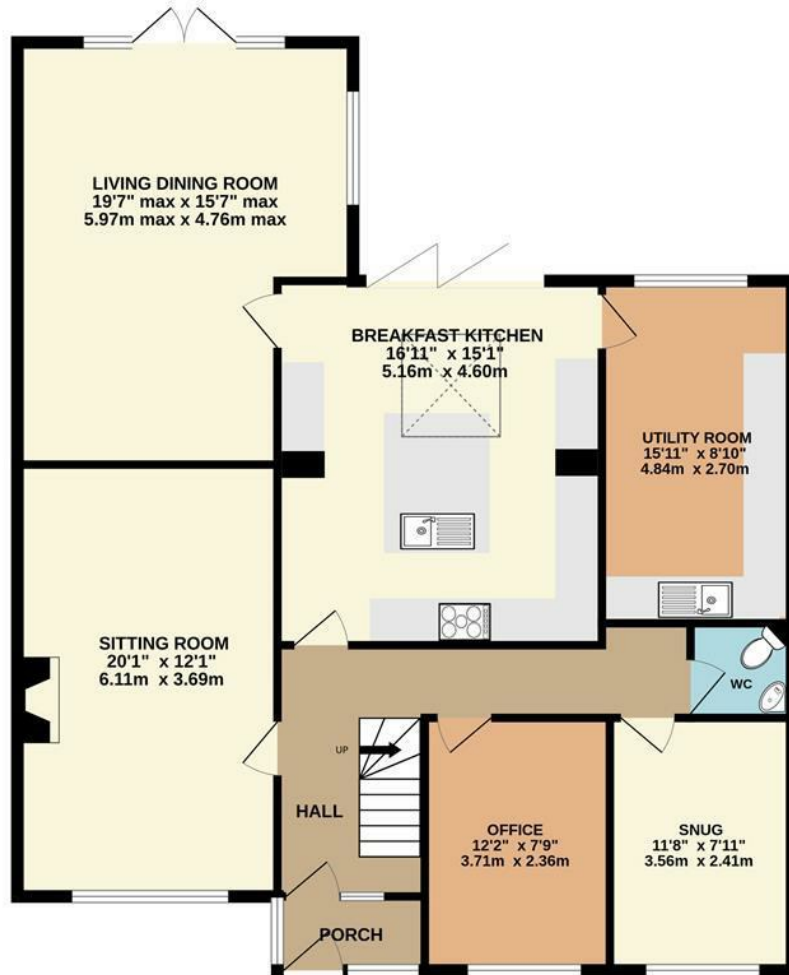 LIVING DINING ROOM
19'7" max x 15'7" max
5.97m max x 4.76m max
BREAKFAST KITCHEN
16'11" x 15'1"
5.16m x 4.60m
UTILITY ROOM
15'11" x 8'10"
4.84m x 2.70m
SITTING ROOM
20'1" x 12'1"
6.11m x 3.69m
WC
UP
HALL
OFFICE
12'2" x 7'9"
3.71m x 2.36m
SNUG
11'8" x 7'11"
3.56m x 2.41m
PORCH